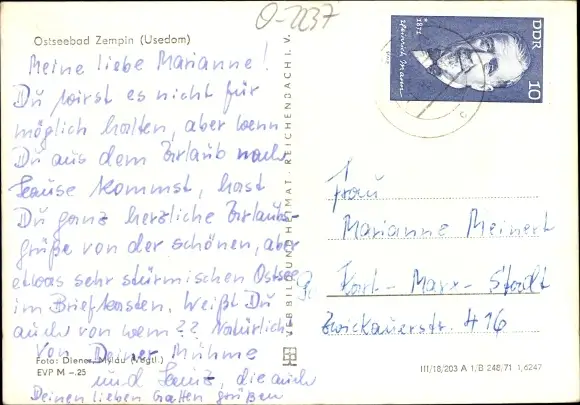 O-2237
Ostseebad Zempin (Usedom)
Meine liebe Marianne!
Du wirst es nicht für
möglich halten, aber wenn
Du aus dem Urlaub nach
Hause kommst, hast
Du ganz herzliche Urlaubs-
grüße von der schönen, aber
etwas sehr stürmischen Ostsee
im Briefkasten. Weißt Du
auch von wem?? Natürlich
von Deiner Muhme
und Heinz, die auch
Deinen lieben Gatten grüßen
Foto: Diener, Mylau (Vogtl.)
EVP M –.25
VERB BILD UND HEIMAT · REICHENBACH I. V.
DDR
10
* 1871
Heinrich Mann
Frau
Marianne Meinert
Karl-Marx-Stadt
Zwickauerstr. 416
III/18/203 A 1/B 248/71 1,6247